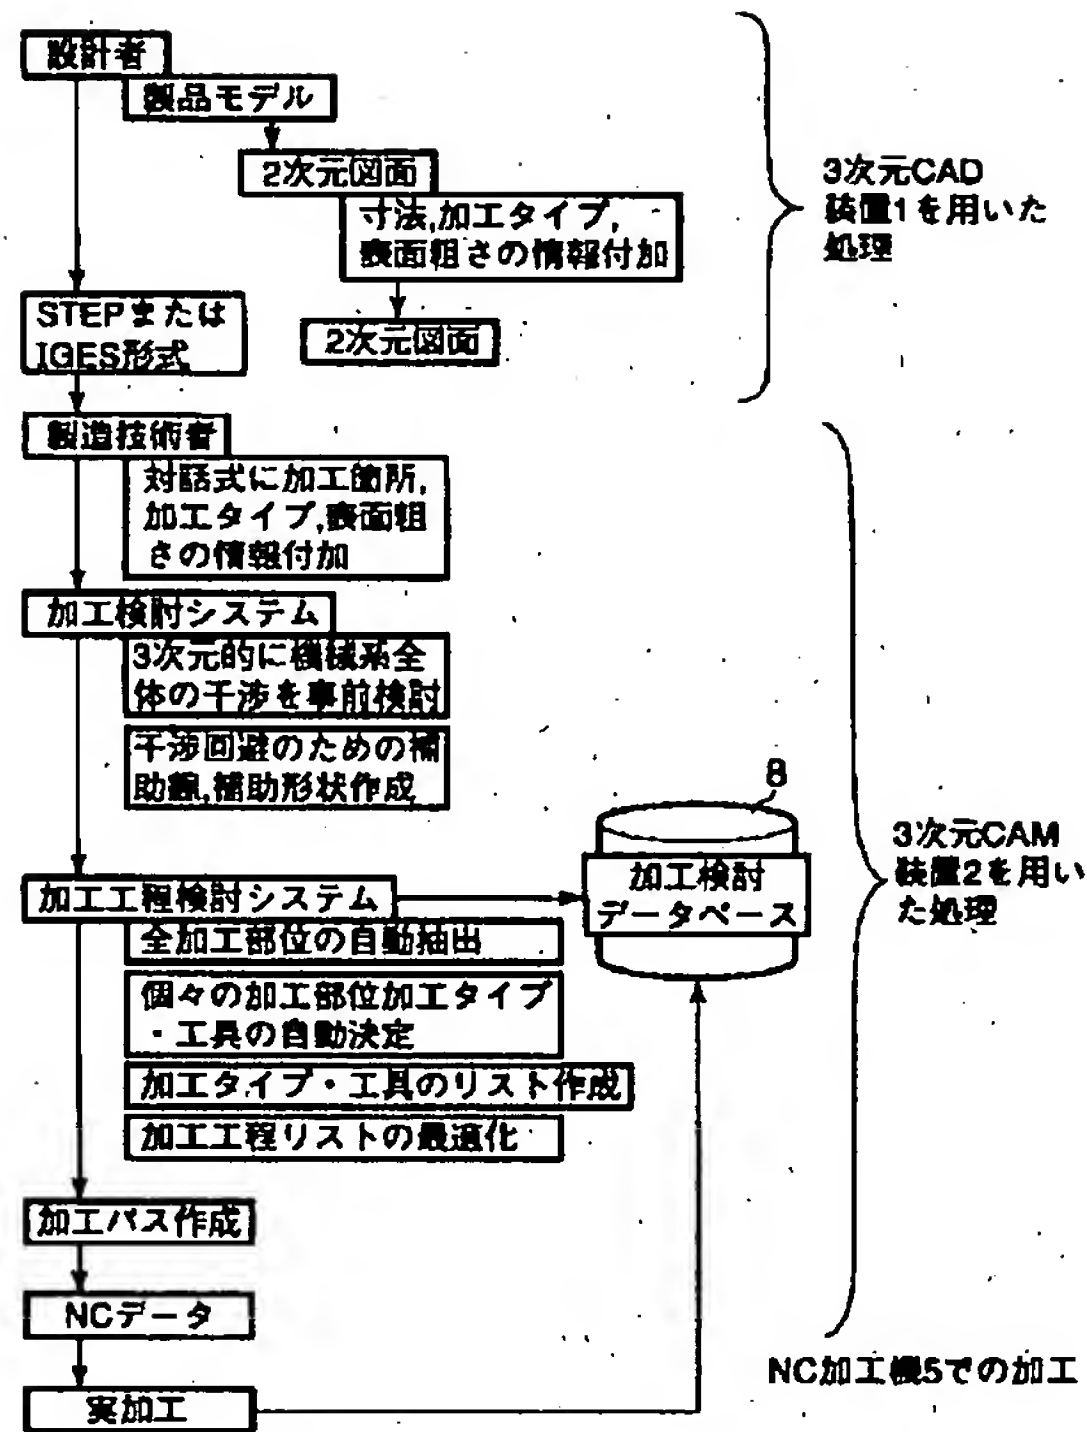 設計者
製品モデル
2次元図面
寸法,加工タイプ,
表面粗さの情報付加
2次元図面
STEPまたは
IGES形式
3次元CAD
装置1を用いた
処理
製造技術者
対話式に加工箇所,
加工タイプ,表面粗
さの情報付加
加工検討システム
3次元的に機械系全
体の干渉を事前検討
干渉回避のための補
助線,補助形状作成
加工工程検討システム
全加工部位の自動抽出
個々の加工部位加工タイプ
・工具の自動決定
加工タイプ・工具のリスト作成
加工工程リストの最適化
8
加工検討
データベース
3次元CAM
装置2を用い
た処理
加工パス作成
NCデータ
実加工
NC加工機5での加工